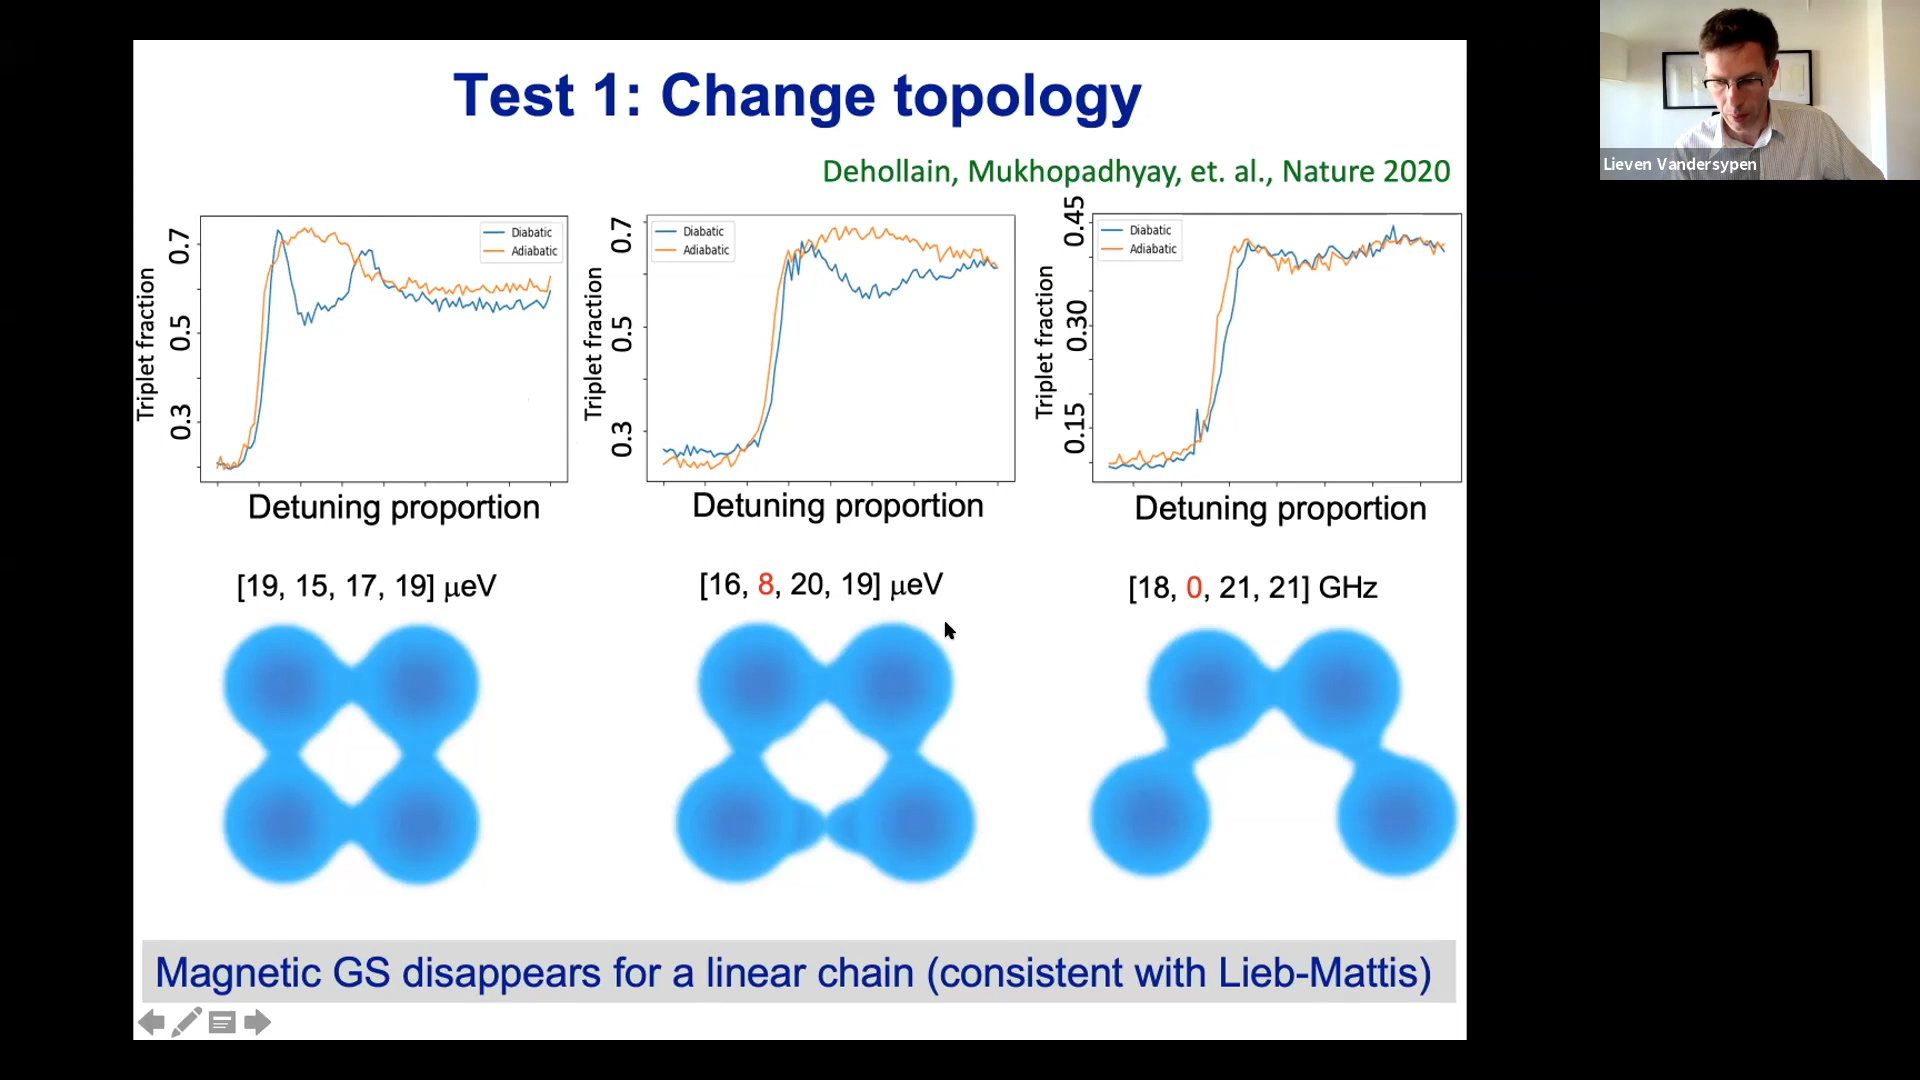 Test 1: Change topology
Lieven Vandersypen
Dehollain, Mukhopadhyay, et. al., Nature 2020
Triplet fraction
0.7
0.5
0.3
Diabatic
Adiabatic
Detuning proportion
Triplet fraction
0.7
0.5
0.3
Diabatic
Adiabatic
Detuning proportion
Triplet fraction
0.45
0.30
0.15
Diabatic
Adiabatic
Detuning proportion
[19, 15, 17, 19] µeV
[16, 8, 20, 19] µeV
[18, 0, 21, 21] GHz
Magnetic GS disappears for a linear chain (consistent with Lieb-Mattis)